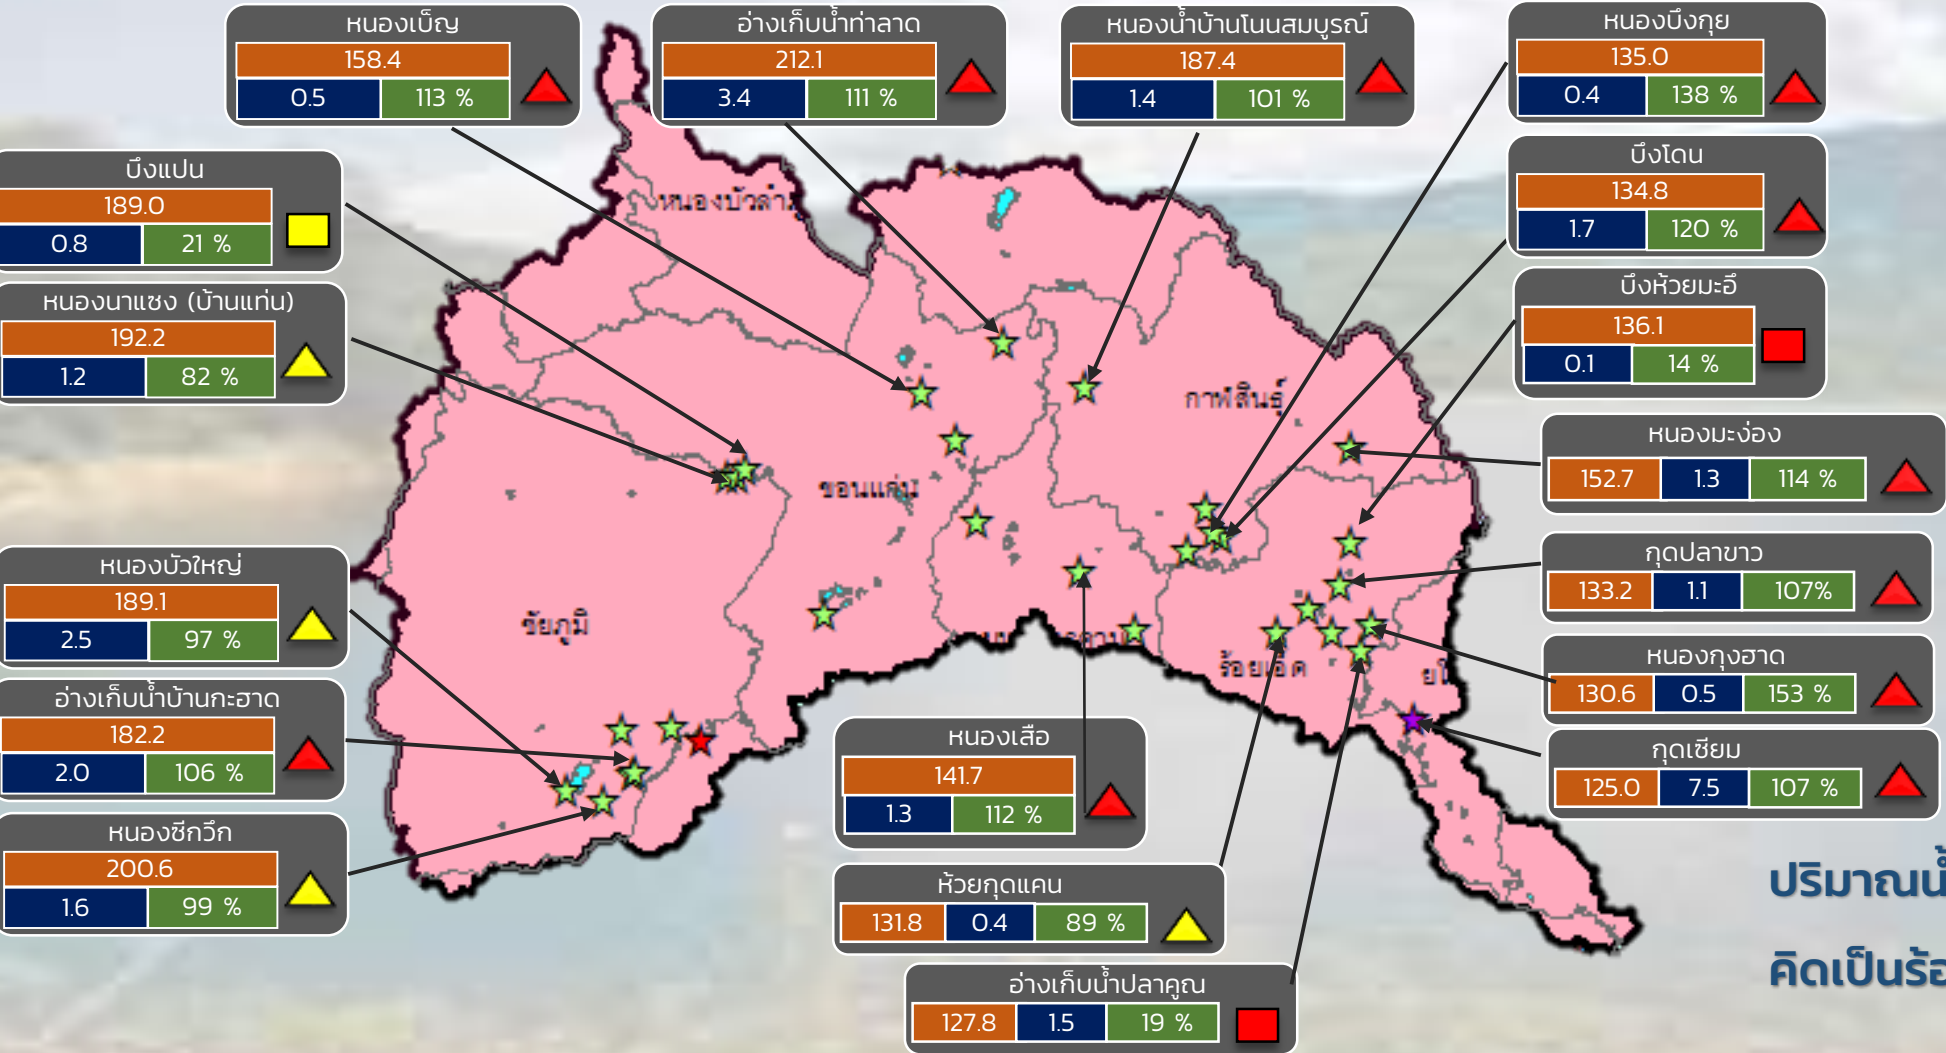 หนองเบ็ญ
158.4
0.5 113 %
อ่างเก็บน้ำท่าลาด
212.1
3.4 111 %
หนองน้ำบ้านโนนสมบูรณ์
187.4
1.4 101 %
หนองบึงกุย
135.0
0.4 138 %
บึงแปน
189.0
0.8 21 %
บึงโดน
134.8
1.7 120 %
หนองนาแซง (บ้านแท่น)
192.2
1.2 82 %
บึงห้วยมะอึ
136.1
0.1 14 %
หนองมะง่อง
152.7 1.3 114 %
กุดปลาขาว
133.2 1.1 107%
หนองกุงฮาด
130.6 0.5 153 %
กุดเซียม
125.0 7.5 107 %
หนองบัวใหญ่
189.1
2.5 97 %
อ่างเก็บน้ำบ้านกะฮาด
182.2
2.0 106 %
หนองซีกวึก
200.6
1.6 99 %
หนองเสือ
141.7
1.3 112 %
ห้วยกุดแคน
131.8 0.4 89 %
อ่างเก็บน้ำปลาคูณ
127.8 1.5 19 %
หนองบัวลำภู
กาฬสินธุ์
ขอนแก่น
ชัยภูมิ
ร้อยเอ็ด
ปริมาณน้ำ
คิดเป็นร้อ